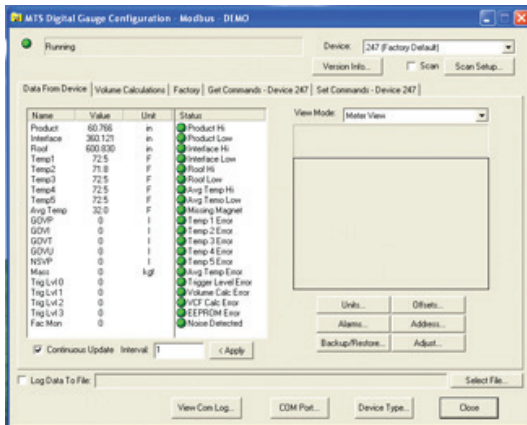 MTS Digital Gauge Configuration - Modbus - DEMO
Running
Device: 247 (Factory Default)
Version Info... Scan Scan Setup...
Data From Device Volume Calculations Factory Get Commands - Device 247 Set Commands - Device 247
Name Value Unit Status
Product 60.766 in Product Hi
Interface 360.121 in Product Low
Roof 600.830 in Interface Hi
Temp1 72.5 F Interface Low
Temp2 71.8 F Roof Hi
Temp3 72.5 F Roof Low
Temp4 72.5 F Avg Temp Hi
Temp5 72.5 F Avg Temp Low
Avg Temp 32.0 F Missing Magnet
GOVP 0 l Temp 1 Error
GOVI 0 l Temp 2 Error
GOVT 0 l Temp 3 Error
GOVU 0 l Temp 4 Error
NSVP 0 l Temp 5 Error
Mass 0 kgf Avg Temp Error
Trig Lvl 0 0 Trigger Level Error
Trig Lvl 1 0 Volume Calc Error
Trig Lvl 2 0 VCF Calc Error
Trig Lvl 3 0 EEPROM Error
Fac Mon 0 Noise Detected
View Mode: Meter View
Units... Offsets...
Alarms... Address...
Backup/Restore... Adjust...
Continuous Update Interval: 1 < Apply
Log Data To File: Select File...
View Com Log... COM Port... Device Type... Close